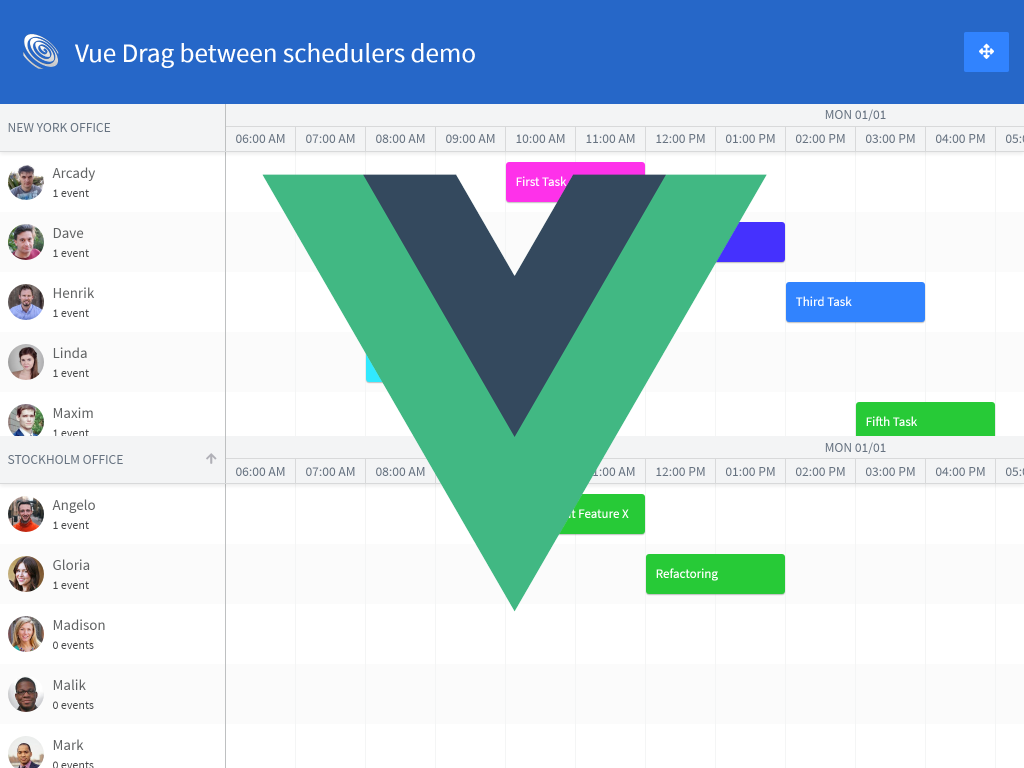 Vue Drag between schedulers demo
NEW YORK OFFICE
MON 01/01
06:00 AM 07:00 AM 08:00 AM 09:00 AM 10:00 AM 11:00 AM 12:00 PM 01:00 PM 02:00 PM 03:00 PM 04:00 PM 05:0
Arcady
1 event
First Task
Dave
1 event
Henrik
1 event
Third Task
Linda
1 event
Maxim
1 event
Fifth Task
STOCKHOLM OFFICE
MON 01/01
06:00 AM 07:00 AM 08:00 AM :00 AM 12:00 PM 01:00 PM 02:00 PM 03:00 PM 04:00 PM 05:0
Angelo
1 event
t Feature X
Gloria
1 event
Refactoring
Madison
0 events
Malik
0 events
Mark
0 events